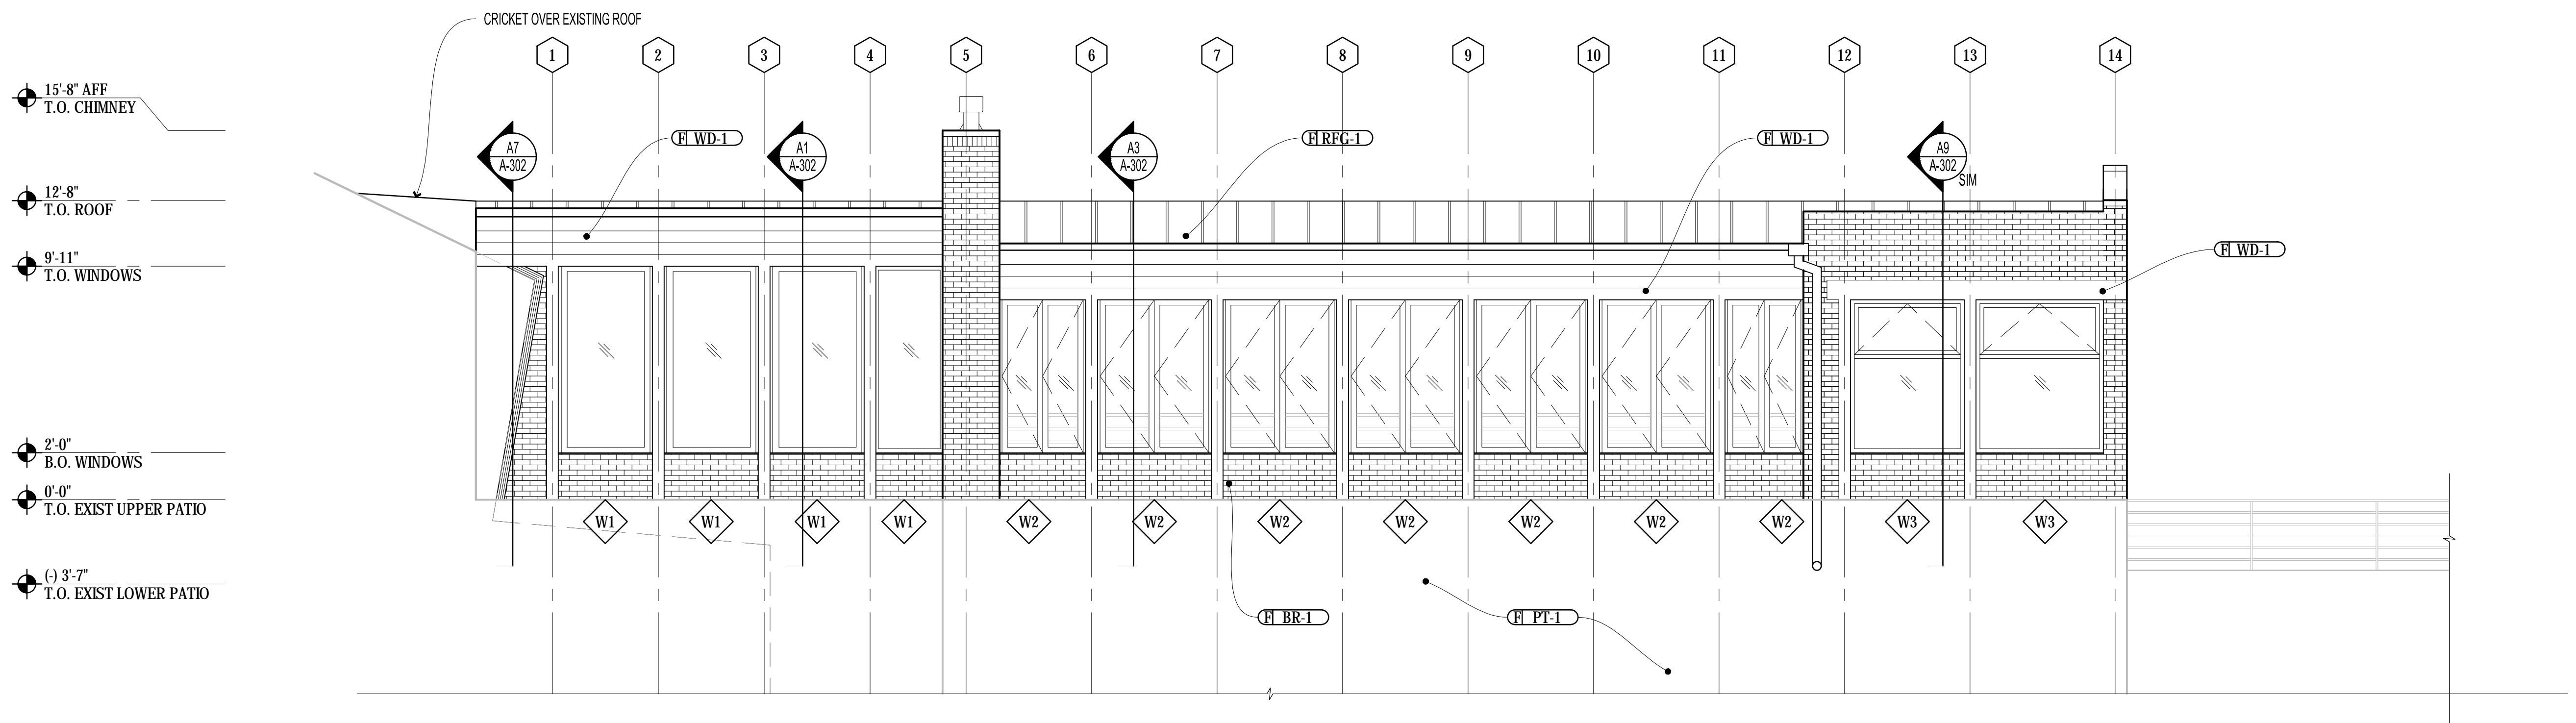 CRICKET OVER EXISTING ROOF
1 2 3 4 5 6 7 8 9 10 11 12 13 14
15'-8" AFF
T.O. CHIMNEY
F WD-1
F RFG-1
F WD-1
A7
A-302
A1
A-302
A3
A-302
A9
A-302
SIM
12'-8"
T.O. ROOF
F WD-1
9'-11"
T.O. WINDOWS
2'-0"
B.O. WINDOWS
0'-0"
T.O. EXIST UPPER PATIO
W1 W1 W1 W1 W2 W2 W2 W2 W2 W2 W2 W3 W3
(-) 3'-7"
T.O. EXIST LOWER PATIO
F BR-1
F PT-1